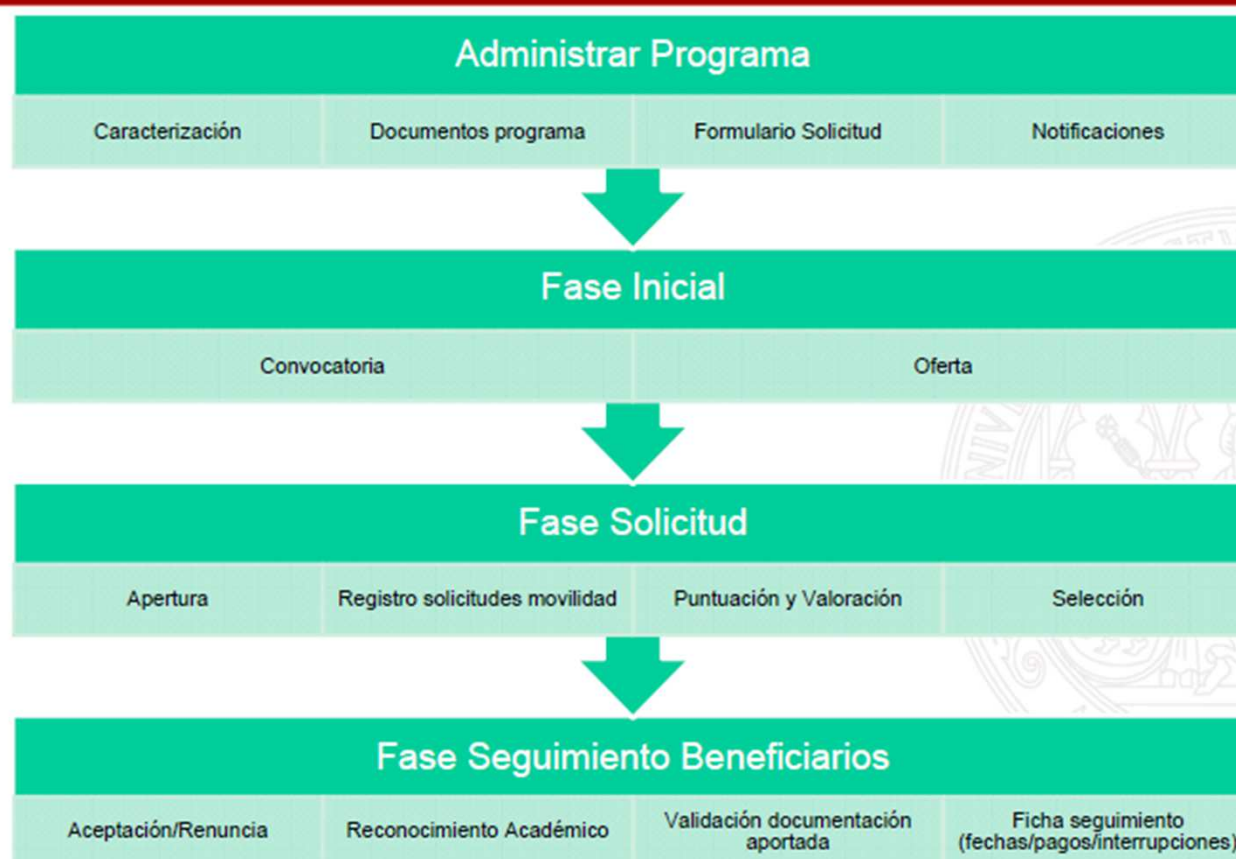 Administrar Programa
Caracterización
Documentos programa
Formulario Solicitud
Notificaciones
Fase Inicial
Convocatoria
Oferta
Fase Solicitud
Apertura
Registro solicitudes movilidad
Puntuación y Valoración
Selección
Fase Seguimiento Beneficiarios
Aceptación/Renuncia
Reconocimiento Académico
Validación documentación
aportada
Ficha seguimiento
(fechas/pagos/interrupciones)